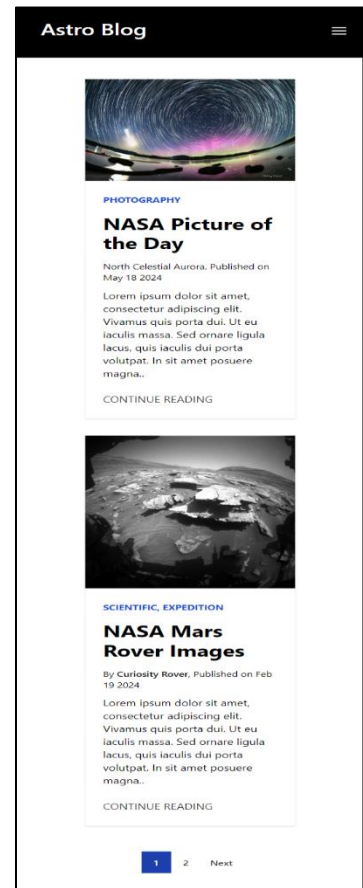 Astro Blog
PHOTOGRAPHY
NASA Picture of
the Day
North Celestial Aurora, Published on
May 18 2024
Lorem ipsum dolor sit amet,
consectetur adipiscing elit.
Vivamus quis porta dui. Ut eu
iaculis massa. Sed ornare ligula
lacus, quis iaculis dui porta
volutpat. In sit amet posuere
magna..
CONTINUE READING
SCIENTIFIC, EXPEDITION
NASA Mars
Rover Images
By Curiosity Rover, Published on Feb
19 2024
Lorem ipsum dolor sit amet,
consectetur adipiscing elit.
Vivamus quis porta dui. Ut eu
iaculis massa. Sed ornare ligula
lacus, quis iaculis dui porta
volutpat. In sit amet posuere
magna..
CONTINUE READING
1 2 Next